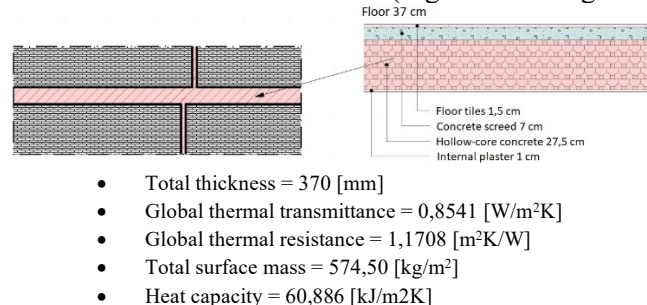 Floor 37 cm
Floor tiles 1,5 cm
Concrete screed 7 cm
Hollow-core concrete 27,5 cm
Internal plaster 1 cm
• Total thickness = 370 [mm]
• Global thermal transmittance = 0,8541 [W/m²K]
• Global thermal resistance = 1,1708 [m²K/W]
• Total surface mass = 574,50 [kg/m²]
• Heat capacity = 60,886 [kJ/m2K]